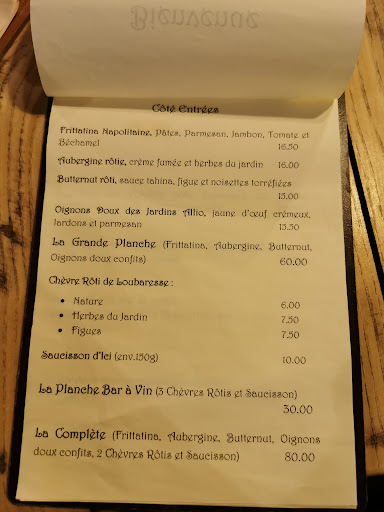 Bienvenue
Côté Entrées
Frittatina Napolitaine, Pâtes, Parmesan, Jambon, Tomate et
Béchamel 16.50
Aubergine rôtie, crème fumée et herbes du jardin 16.00
Butternut rôti, sauce tahina, figue et noisettes torréfiées
15.00
Oignons Doux des Jardins Allio, jaune d'œuf crémeux,
lardons et parmesan 13.50
La Grande Planche (Frittatina, Aubergine, Butternut,
Oignons doux confits) 60.00
Chèvre Rôti de Loubaresse :
• Nature 6.00
• Herbes du Jardin 7.50
• Figues 7.50
Saucisson d'Ici (env.150g) 10.00
La Planche Bar à Vin (3 Chèvres Rôtis et Saucisson)
30.00
La Complète (Frittatina, Aubergine, Butternut, Oignons
doux confits, 2 Chèvres Rôtis et Saucisson) 80.00